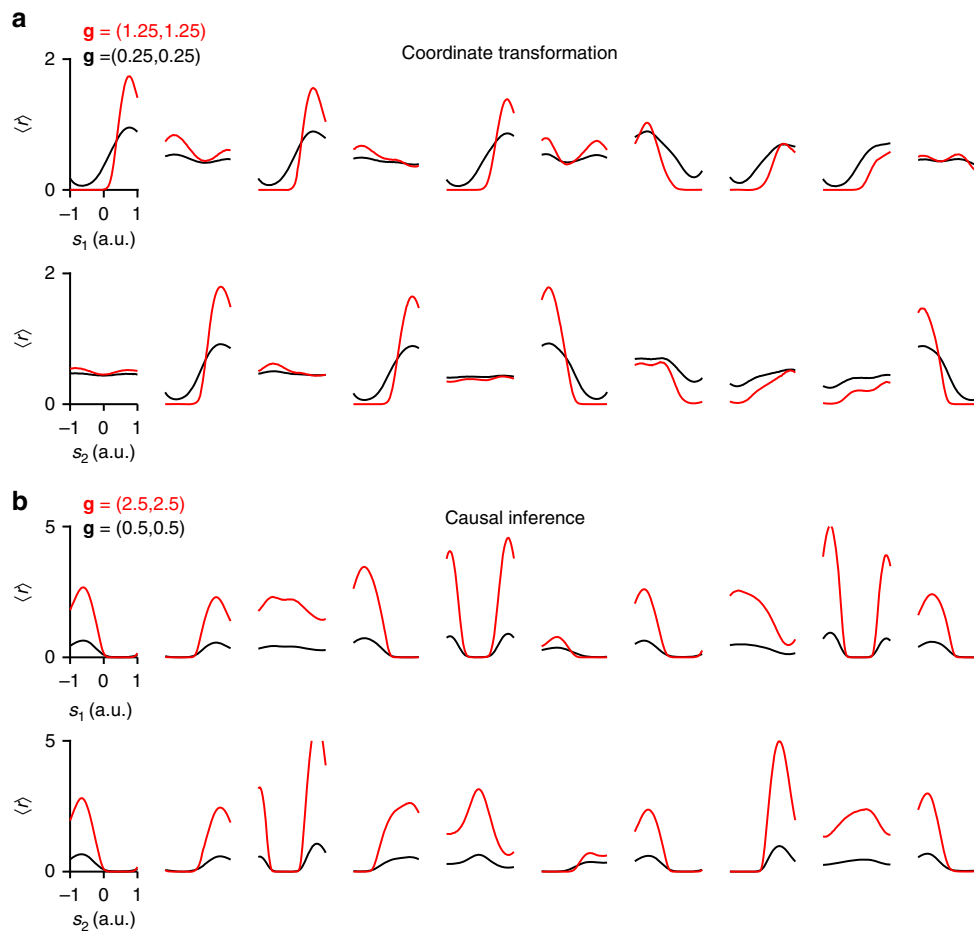 a
g = (1.25,1.25)
g =(0.25,0.25)
Coordinate transformation
2
⟨r⟩
0
–1 0 1
s1 (a.u.)
2
⟨r⟩
0
–1 0 1
s2 (a.u.)
b
g = (2.5,2.5)
g = (0.5,0.5)
Causal inference
5
⟨r⟩
0
–1 0 1
s1 (a.u.)
5
⟨r⟩
0
–1 0 1
s2 (a.u.)